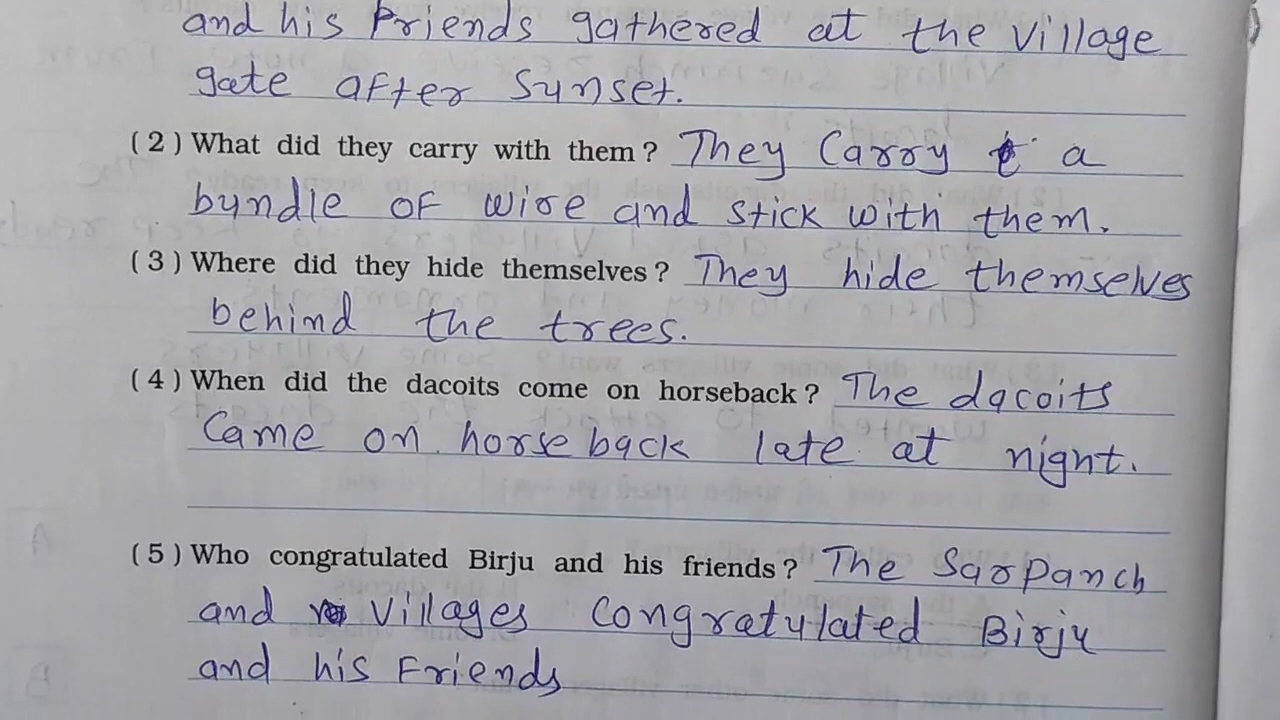 and his Friends gathered at the village
gate after sunset.
(2) What did they carry with them? They Carry a
bundle of wire and stick with them.
(3) Where did they hide themselves? They hide themselves
behind the trees.
(4) When did the dacoits come on horseback? The dacoits
Came on horse back late at night.
(5) Who congratulated Birju and his friends? The Sarpanch
and Villages Congratulated Birju
and his Friends